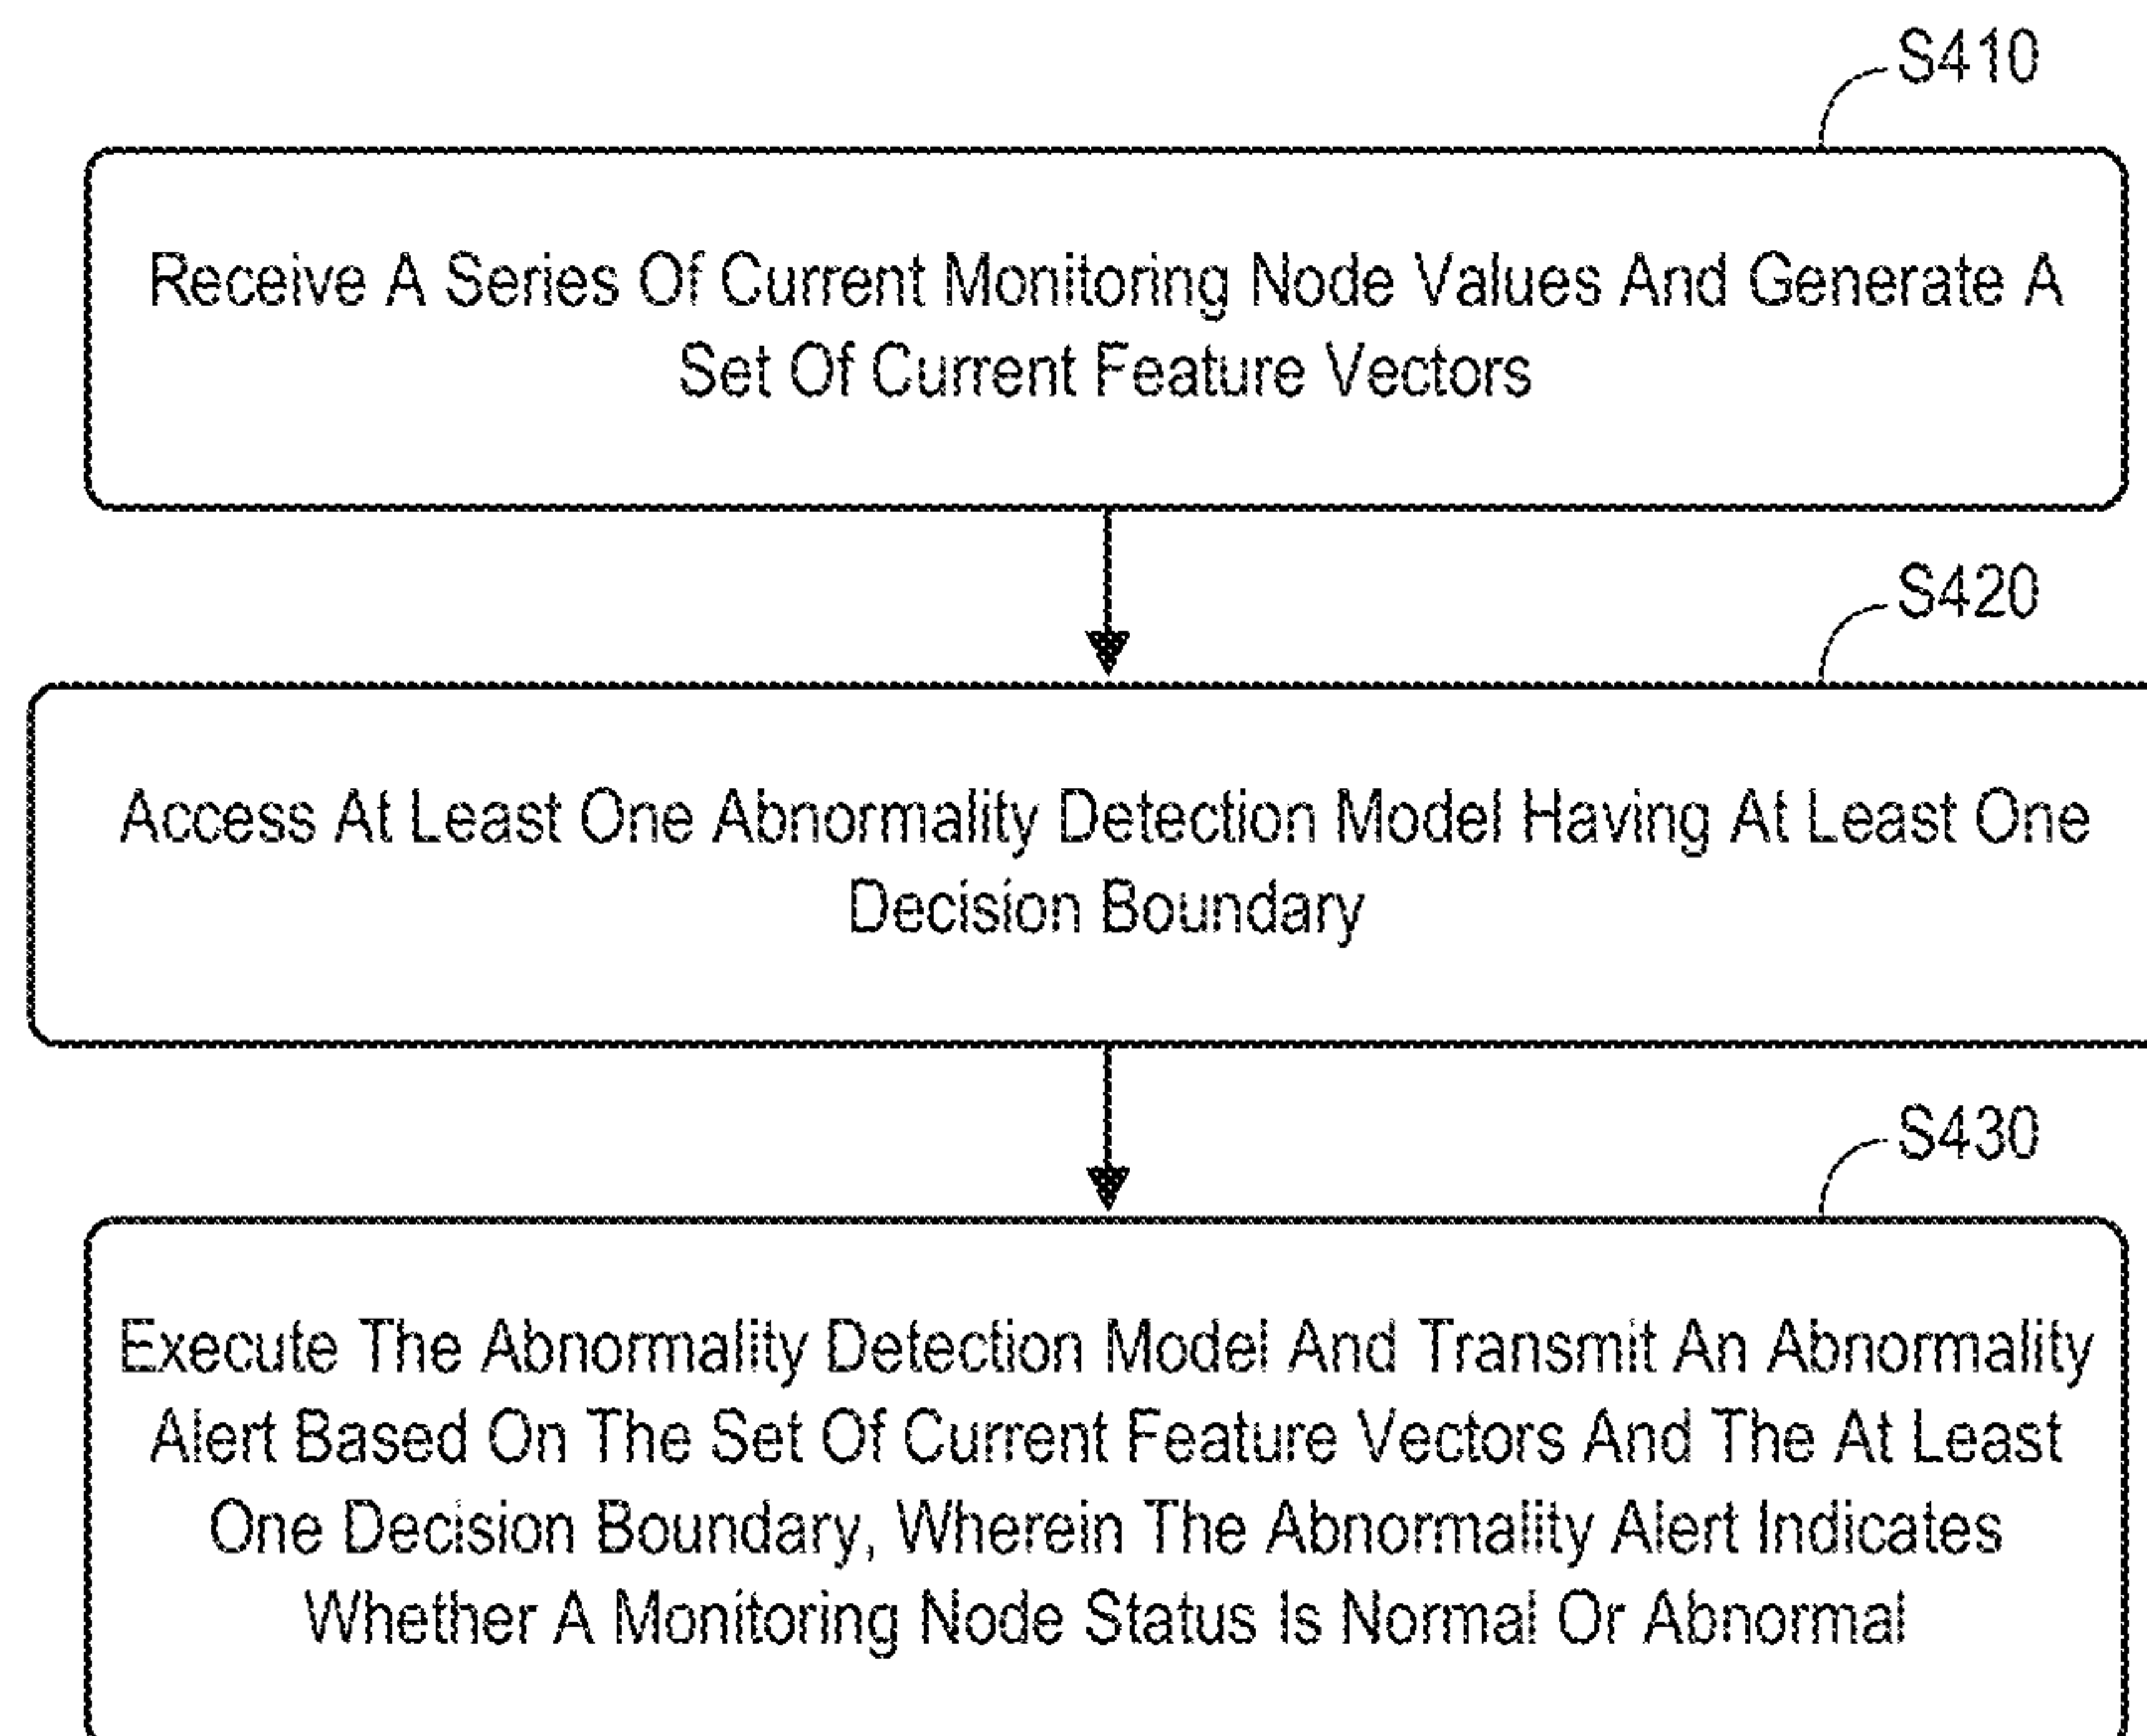 S410
Receive A Series Of Current Monitoring Node Values And Generate A
Set Of Current Feature Vectors
S420
Access At Least One Abnormality Detection Model Having At Least One
Decision Boundary
S430
Execute The Abnormality Detection Model And Transmit An Abnormality
Alert Based On The Set Of Current Feature Vectors And The At Least
One Decision Boundary, Wherein The Abnormality Alert Indicates
Whether A Monitoring Node Status Is Normal Or Abnormal